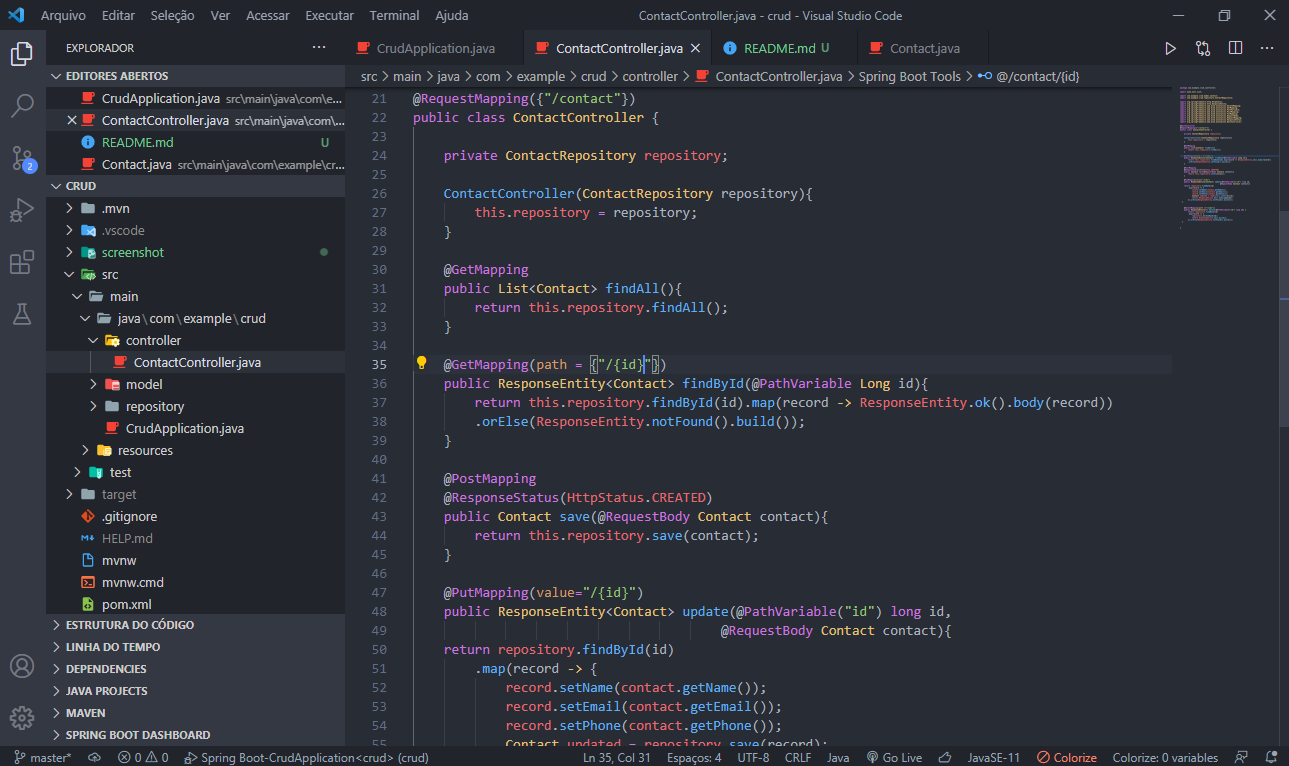 Arquivo Editar Seleção Ver Acessar Executar Terminal Ajuda
ContactController.java - crud - Visual Studio Code
EXPLORADOR
EDITORES ABERTOS
CrudApplication.java src\main\java\com\e...
ContactController.java src\main\java\com\...
README.md U
Contact.java src\main\java\com\example\cr...
CRUD
.mvn
.vscode
screenshot
src
main
java\com\example\crud
controller
ContactController.java
model
repository
CrudApplication.java
resources
test
target
.gitignore
HELP.md
mvnw
mvnw.cmd
pom.xml
ESTRUTURA DO CÓDIGO
LINHA DO TEMPO
DEPENDENCIES
JAVA PROJECTS
MAVEN
SPRING BOOT DASHBOARD
2
CrudApplication.java ContactController.java README.md U Contact.java
src > main > java > com > example > crud > controller > ContactController.java > Spring Boot Tools > @/contact/{id}
21 @RequestMapping({"/contact"})
22 public class ContactController {
23
24 private ContactRepository repository;
25
26 ContactController(ContactRepository repository){
27 this.repository = repository;
28 }
29
30 @GetMapping
31 public List<Contact> findAll(){
32 return this.repository.findAll();
33 }
34
35 @GetMapping(path = {"/{id}"})
36 public ResponseEntity<Contact> findById(@PathVariable Long id){
37 return this.repository.findById(id).map(record -> ResponseEntity.ok().body(record))
38 .orElse(ResponseEntity.notFound().build());
39 }
40
41 @PostMapping
42 @ResponseStatus(HttpStatus.CREATED)
43 public Contact save(@RequestBody Contact contact){
44 return this.repository.save(contact);
45 }
46
47 @PutMapping(value="/{id}")
48 public ResponseEntity<Contact> update(@PathVariable("id") long id,
49 @RequestBody Contact contact){
50 return repository.findById(id)
51 .map(record -> {
52 record.setName(contact.getName());
53 record.setEmail(contact.getEmail());
54 record.setPhone(contact.getPhone());
55 Contact updated = repository.save(record);
master* 0 0 Spring Boot-CrudApplication<crud> (crud) Ln 35, Col 31 Espaços: 4 UTF-8 CRLF Java Go Live JavaSE-11 Colorize Colorize: 0 variables